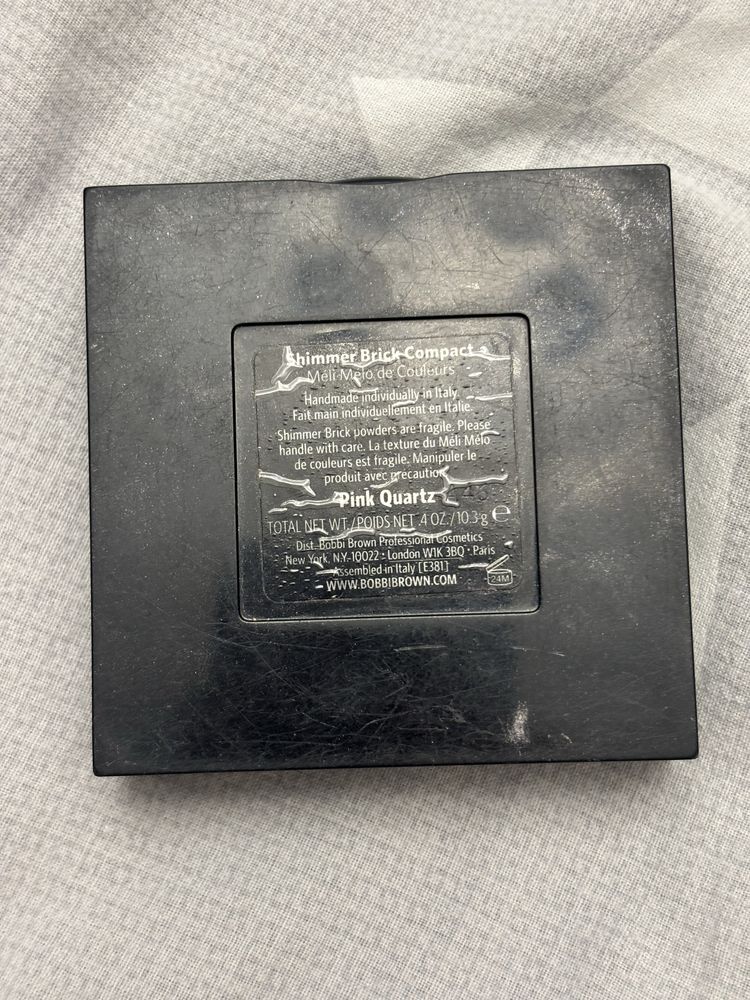 Shimmer Brick Compact
Méli Mélo de Couleurs
Handmade individually in Italy.
Fait main individuellement en Italie.
Shimmer Brick powders are fragile. Please
handle with care. La texture du Méli Mélo
de couleurs est fragile. Manipuler le
produit avec precaution.
Pink Quartz
TOTAL NET WT./POIDS NET .4 OZ./10.3 g ℮
Dist. Bobbi Brown Professional Cosmetics
New York, N.Y. 10022 · London W1K 3BQ · Paris
Assembled in Italy [E381]
WWW.BOBBIBROWN.COM
24M